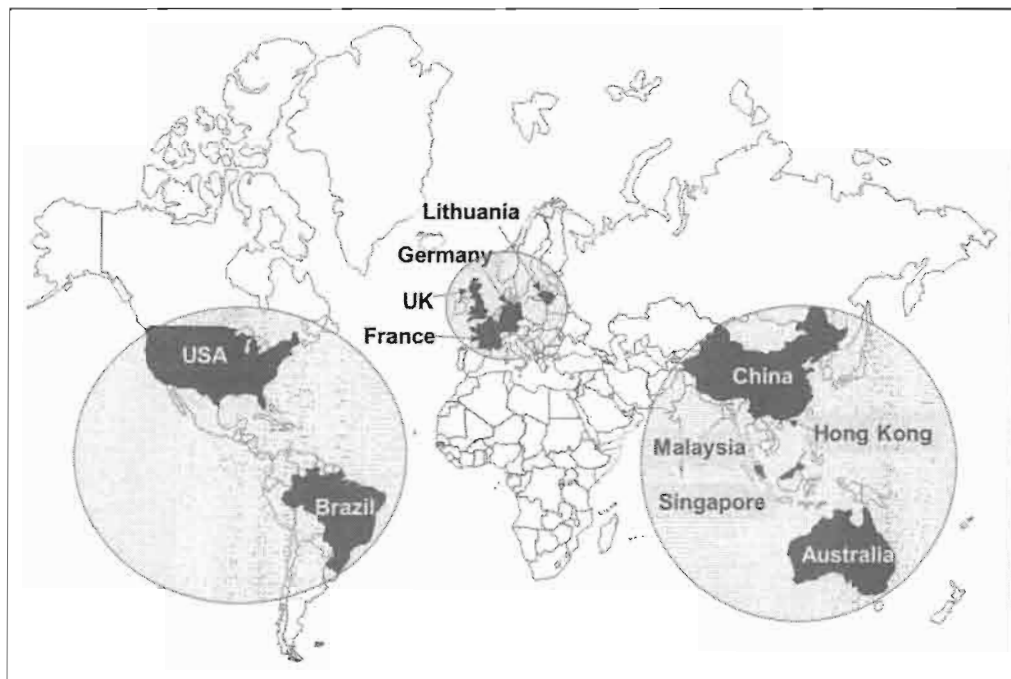 Lithuania
Germany
UK
France
USA
Brazil
China
Hong Kong
Malaysia
Singapore
Australia